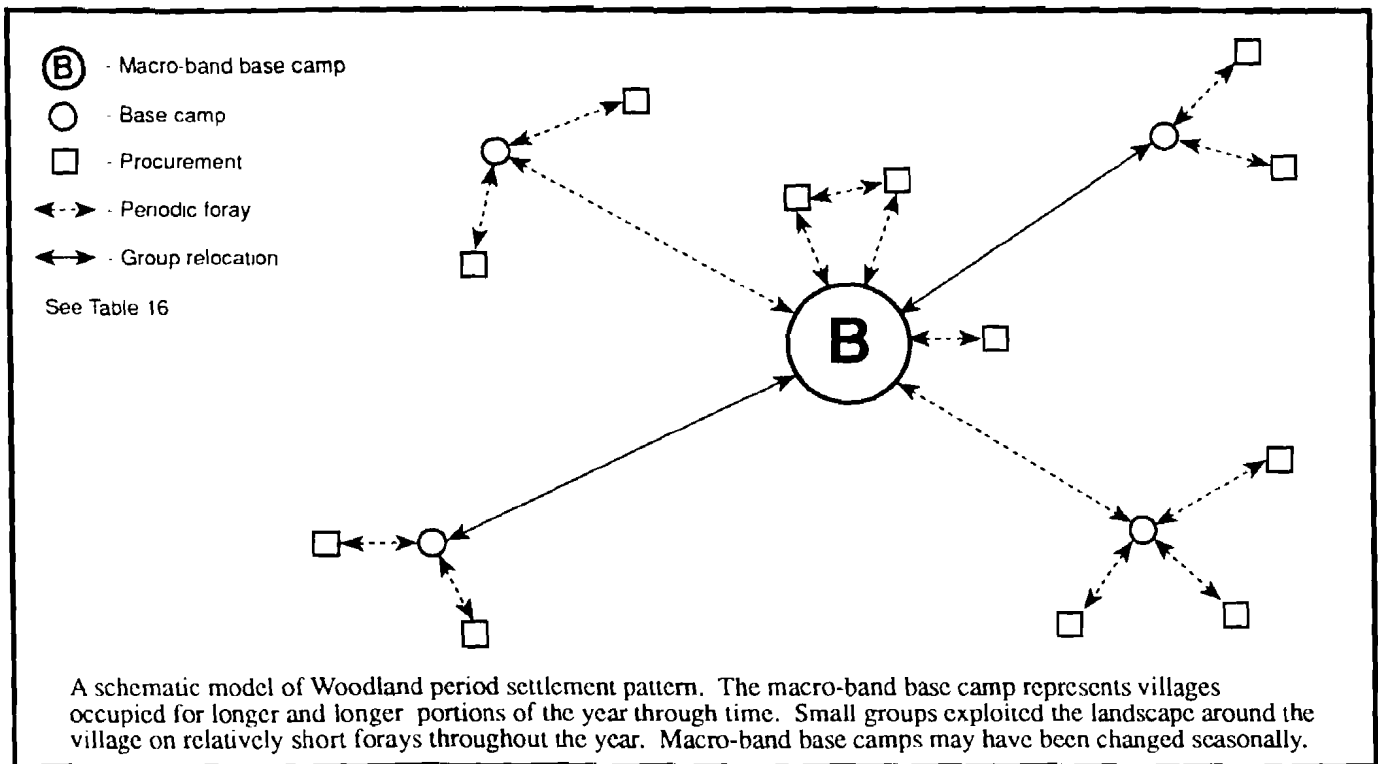 B - Macro-band base camp
- Base camp
- Procurement
- Periodic foray
- Group relocation
See Table 16
B
A schematic model of Woodland period settlement pattern. The macro-band base camp represents villages
occupied for longer and longer portions of the year through time. Small groups exploited the landscape around the
village on relatively short forays throughout the year. Macro-band base camps may have been changed seasonally.